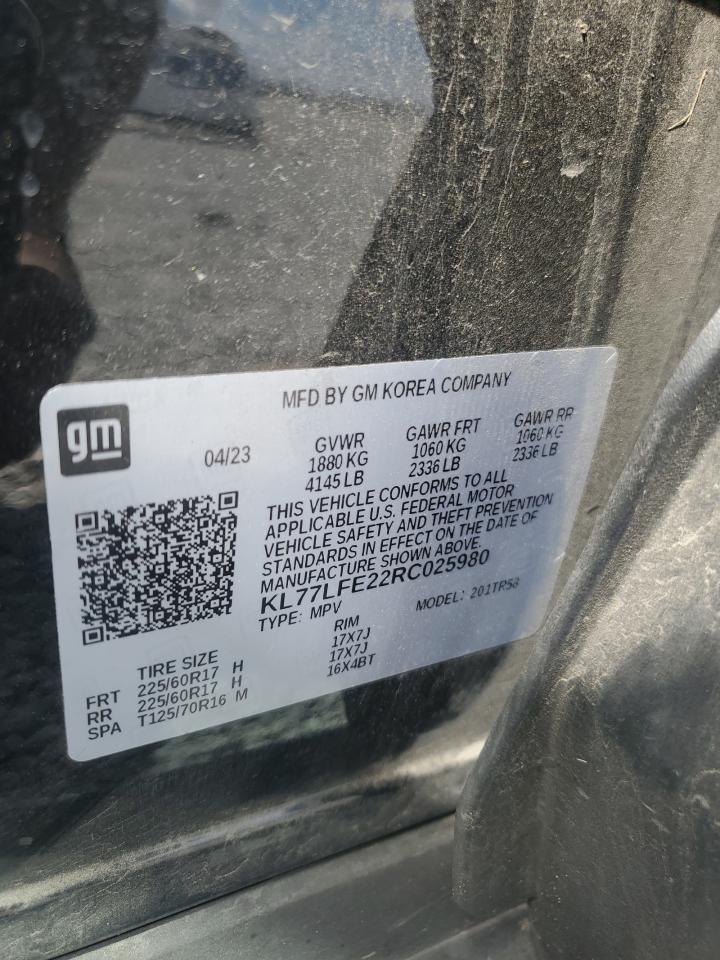 MFD BY GM KOREA COMPANY
gm
04/23
GVWR
1880 KG
4145 LB
GAWR FRT
1060 KG
2336 LB
GAWR RR
1060 KG
2336 LB
THIS VEHICLE CONFORMS TO ALL
APPLICABLE U.S. FEDERAL MOTOR
VEHICLE SAFETY AND THEFT PREVENTION
STANDARDS IN EFFECT ON THE DATE OF
MANUFACTURE SHOWN ABOVE.
KL77LFE22RC025980
TYPE: MPV MODEL: 201TR58
TIRE SIZE RIM
FRT 225/60R17 H 17X7J
RR 225/60R17 H 17X7J
SPA T125/70R16 M 16X4BT